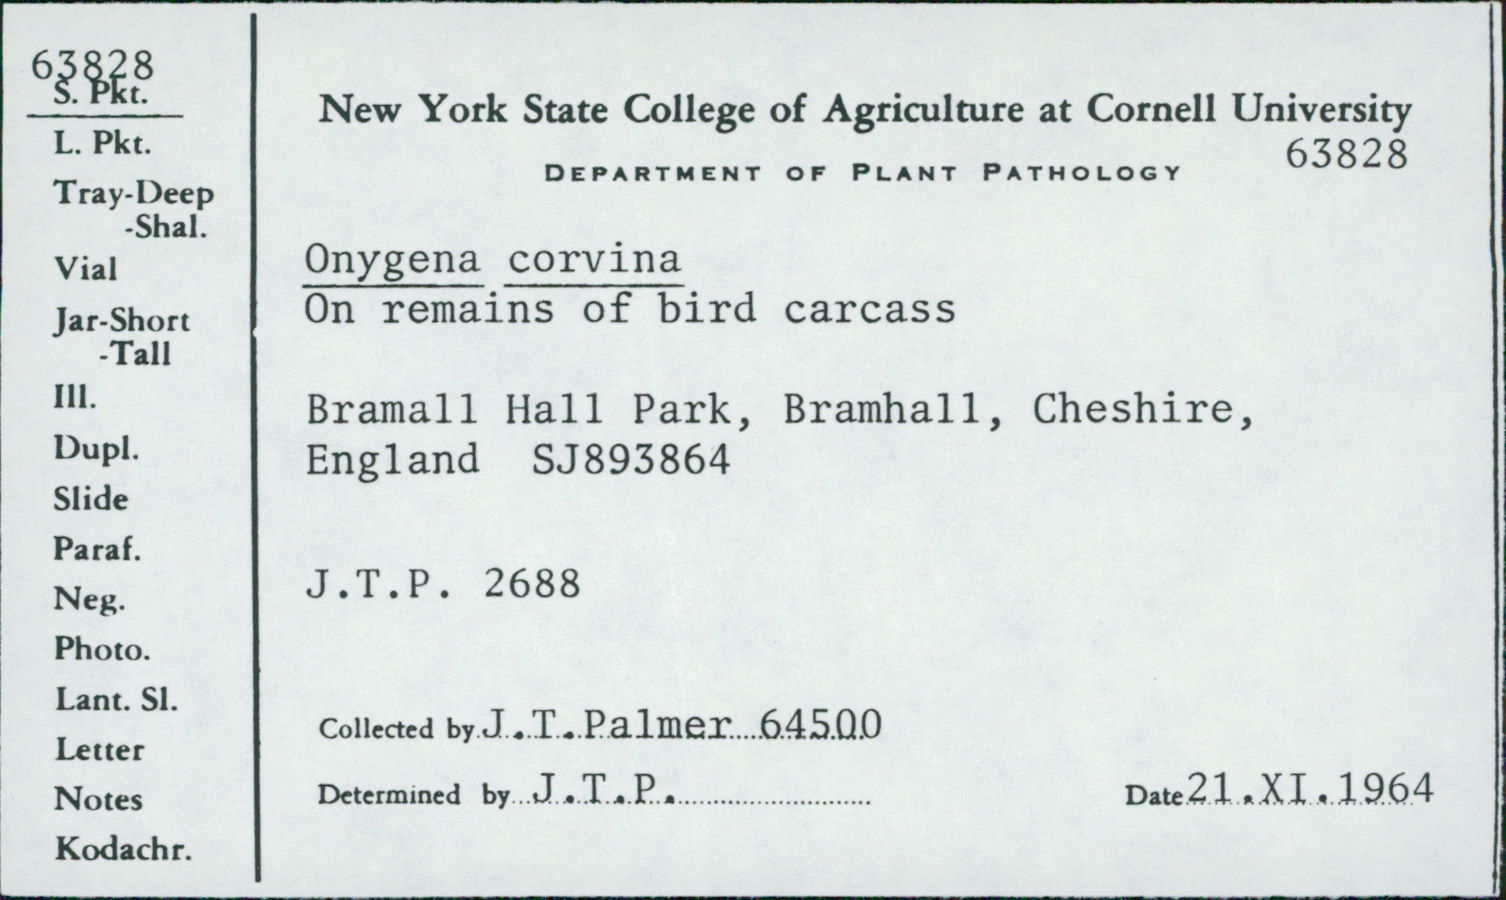 63828
S. Pkt.
L. Pkt.
Tray-Deep
-Shal.
Vial
Jar-Short
-Tall
Ill.
Dupl.
Slide
Paraf.
Neg.
Photo.
Lant. Sl.
Letter
Notes
Kodachr.
New York State College of Agriculture at Cornell University
63828
DEPARTMENT OF PLANT PATHOLOGY
Onygena corvina
On remains of bird carcass
Bramall Hall Park, Bramhall, Cheshire,
England SJ893864
J.T.P. 2688
Collected by J.T.Palmer 64500
Determined by J.T.P.
Date 21.XI.1964